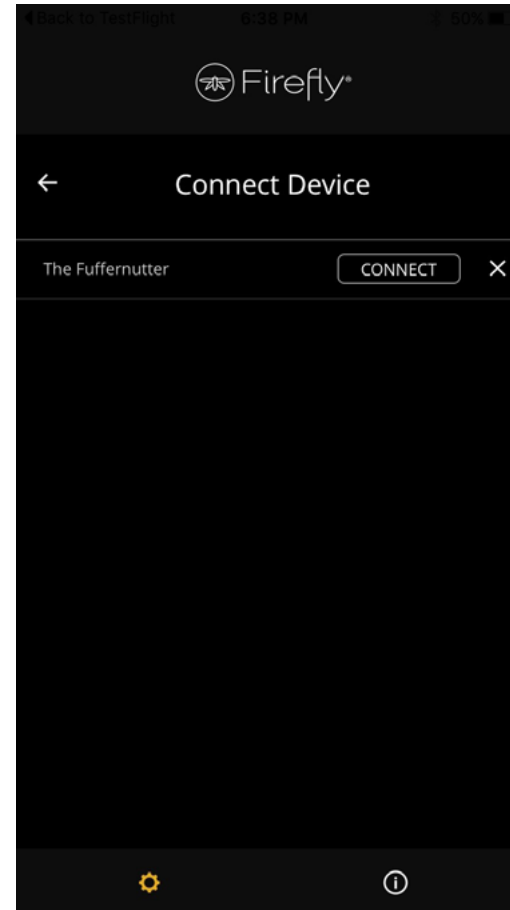 Back to TestFlight 6:38 PM 50%
Firefly®
Connect Device
The Fuffernutter CONNECT